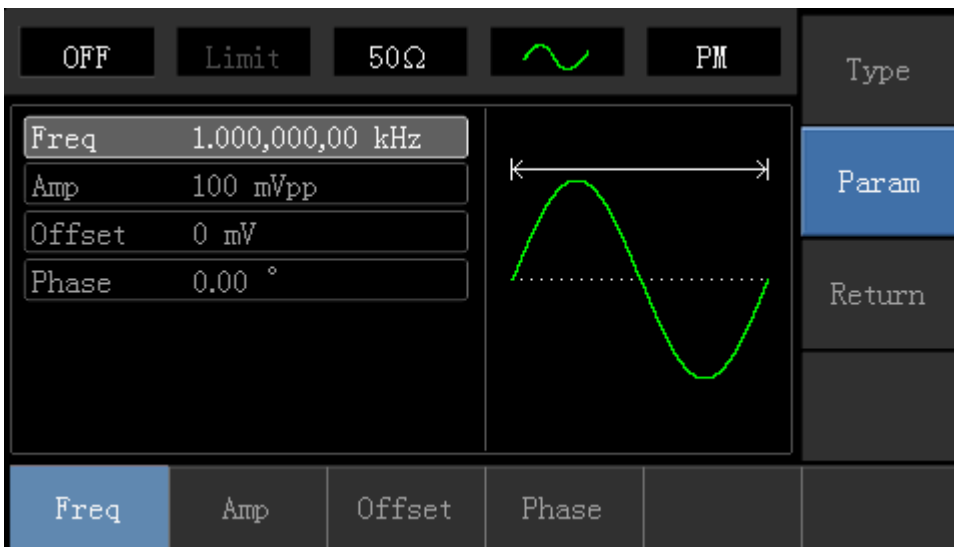 OFF Limit 50Ω PM
Type
Freq 1.000,000,00 kHz
Amp 100 mVpp
Offset 0 mV
Phase 0.00 °
Param
Return
Freq Amp Offset Phase